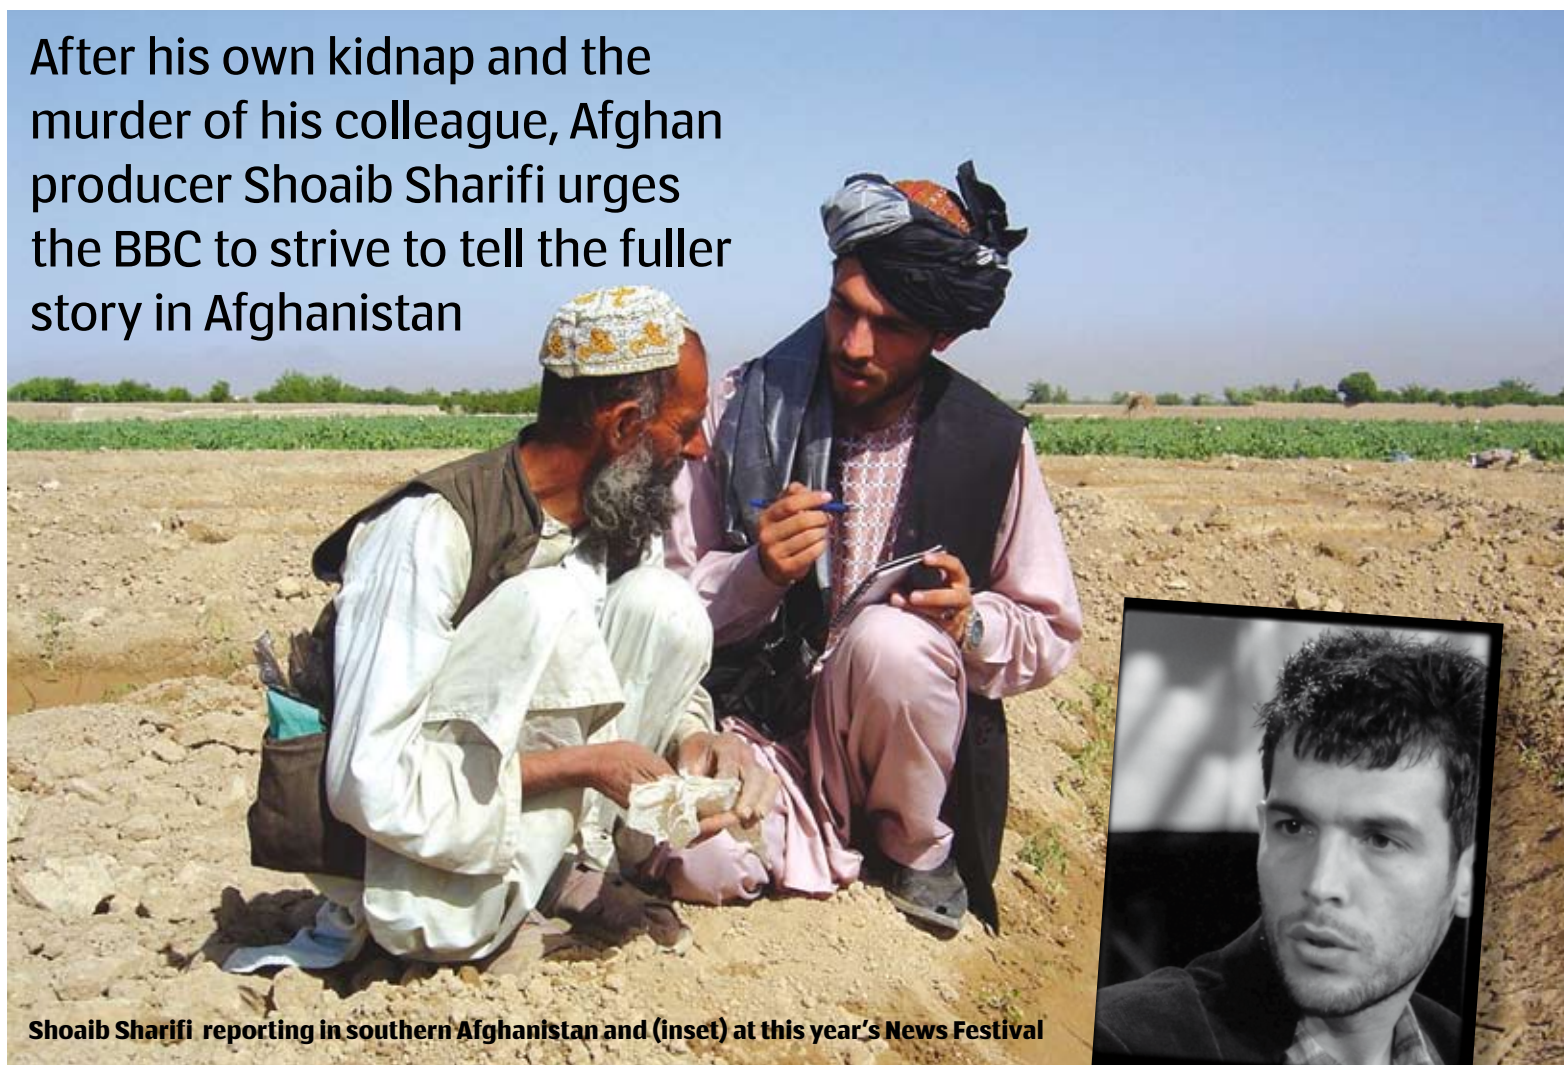 After his own kidnap and the
murder of his colleague, Afghan
producer Shoaib Sharifi urges
the BBC to strive to tell the fuller
story in Afghanistan
Shoaib Sharifi reporting in southern Afghanistan and (inset) at this year's News Festival